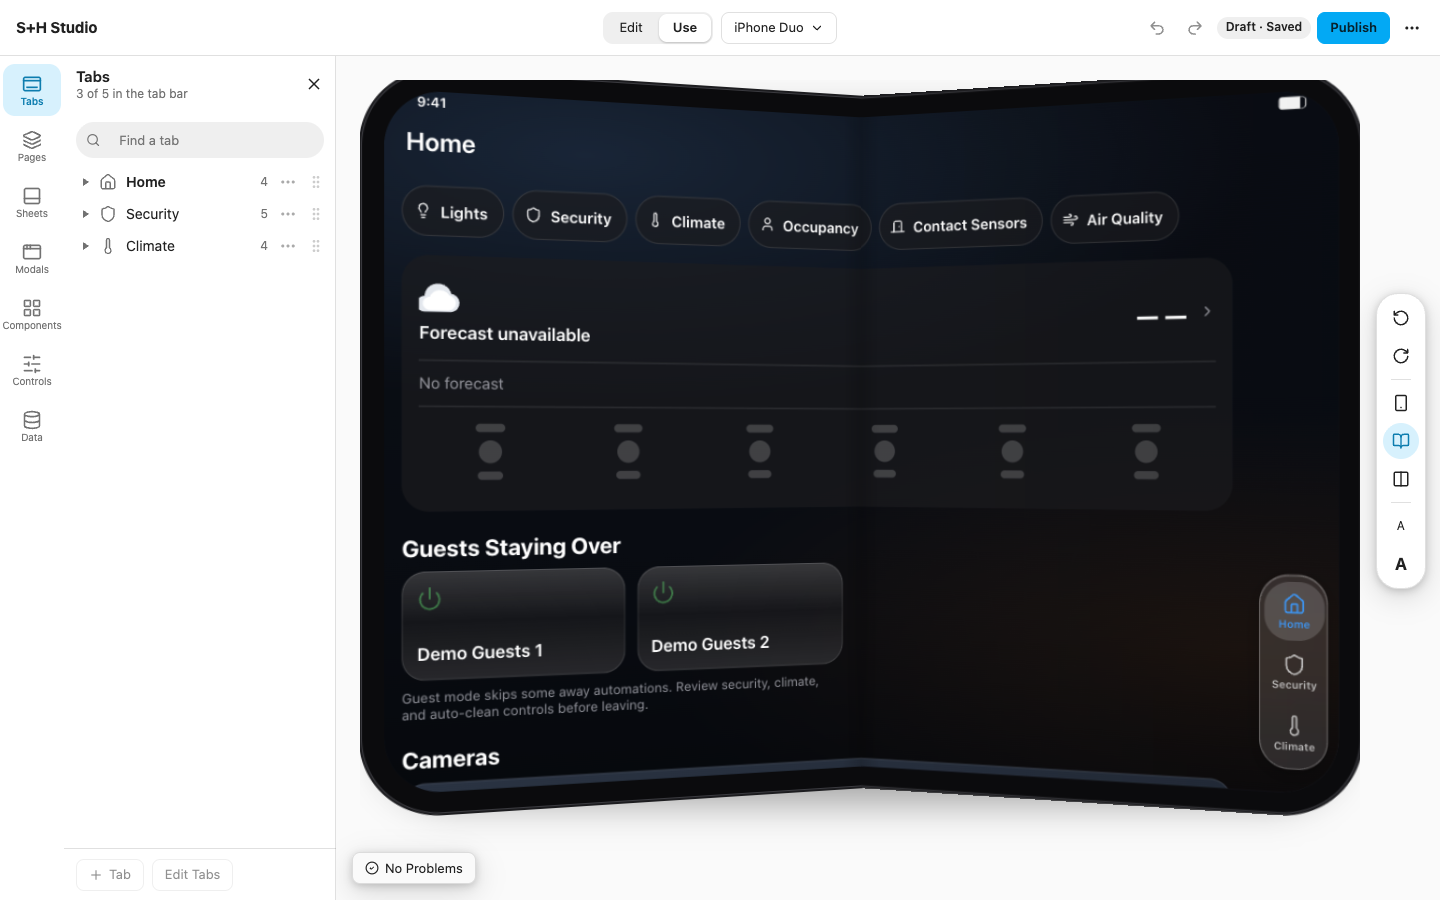 S+H Studio
Edit
Use
iPhone Duo
Draft · Saved
Publish
Tabs
Pages
Sheets
Modals
Components
Controls
Data
Tabs
3 of 5 in the tab bar
Find a tab
Home 4
Security 5
Climate 4
+ Tab
Edit Tabs
9:41
Home
Lights
Security
Climate
Occupancy
Contact Sensors
Air Quality
Forecast unavailable
— —
No forecast
Guests Staying Over
Demo Guests 1
Demo Guests 2
Guest mode skips some away automations. Review security, climate,
and auto-clean controls before leaving.
Cameras
Home
Security
Climate
A
A
No Problems